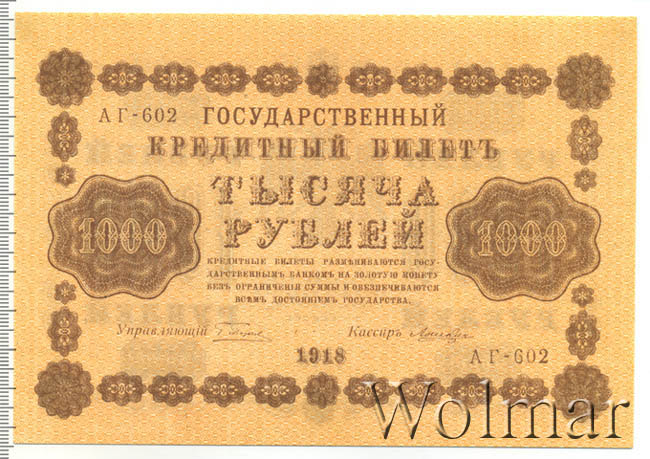 АГ-602
ГОСУДАРСТВЕННЫЙ
КРЕДИТНЫЙ БИЛЕТЪ
ТЫСЯЧА
РУБЛЕЙ
1000
1000
КРЕДИТНЫЕ БИЛЕТЫ РАЗМѢНИВАЮТСЯ ГОСУ-
ДАРСТВЕННЫМЪ БАНКОМЪ НА ЗОЛОТУЮ МОНЕТУ
БЕЗЪ ОГРАНИЧЕНІЯ СУММЫ И ОБЕЗПЕЧИВАЮТСЯ
ВСѢМЪ ДОСТОЯНІЕМЪ ГОСУДАРСТВА.
Управляющій
Кассиръ
1918
АГ-602
Wolmar